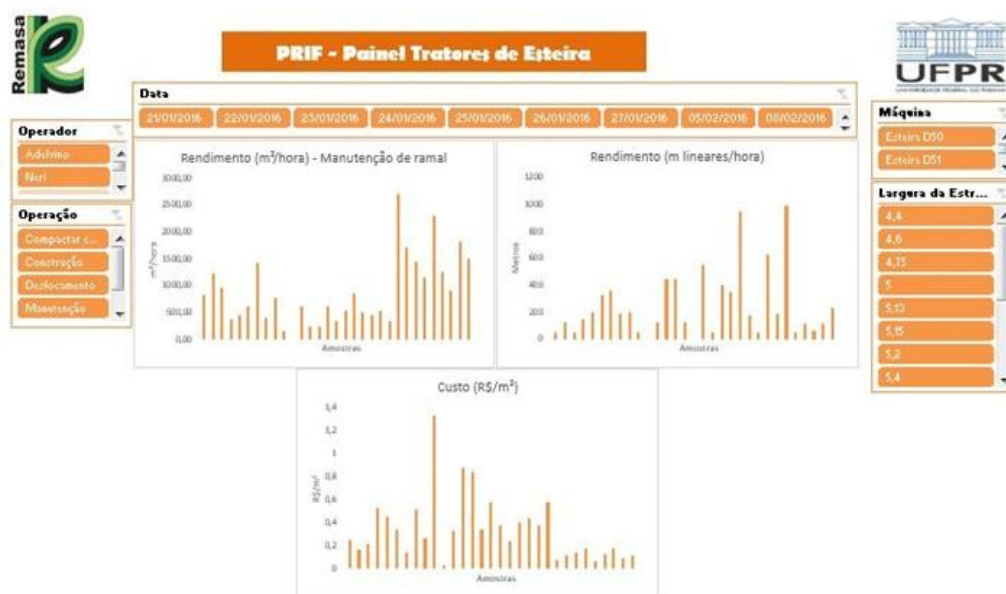 Remasa
PRIF - Painel Tratores de Esteira
UFPR
UNIVERSIDADE FEDERAL DO PARANÁ
Data
21/01/2016 22/01/2016 23/01/2016 24/01/2016 25/01/2016 26/01/2016 27/01/2016 05/02/2016 08/02/2016
Operador
Adelvino
Neri
Operação
Compactar c...
Construção
Deslocamento
Manutenção
Máquina
Esteira D50
Esteira D51
Largura da Estr...
4,4
4,6
4,75
5
5,13
5,15
5,2
5,4
Rendimento (m³/hora) - Manutenção de ramal
m³/hora
3000,00
2500,00
2000,00
1500,00
1000,00
500,00
0,00
Amostras
Rendimento (m lineares/hora)
Metros
1200
1000
800
600
400
200
0
Amostras
Custo (R$/m²)
R$/m²
1,4
1,2
1
0,8
0,6
0,4
0,2
0
Amostras